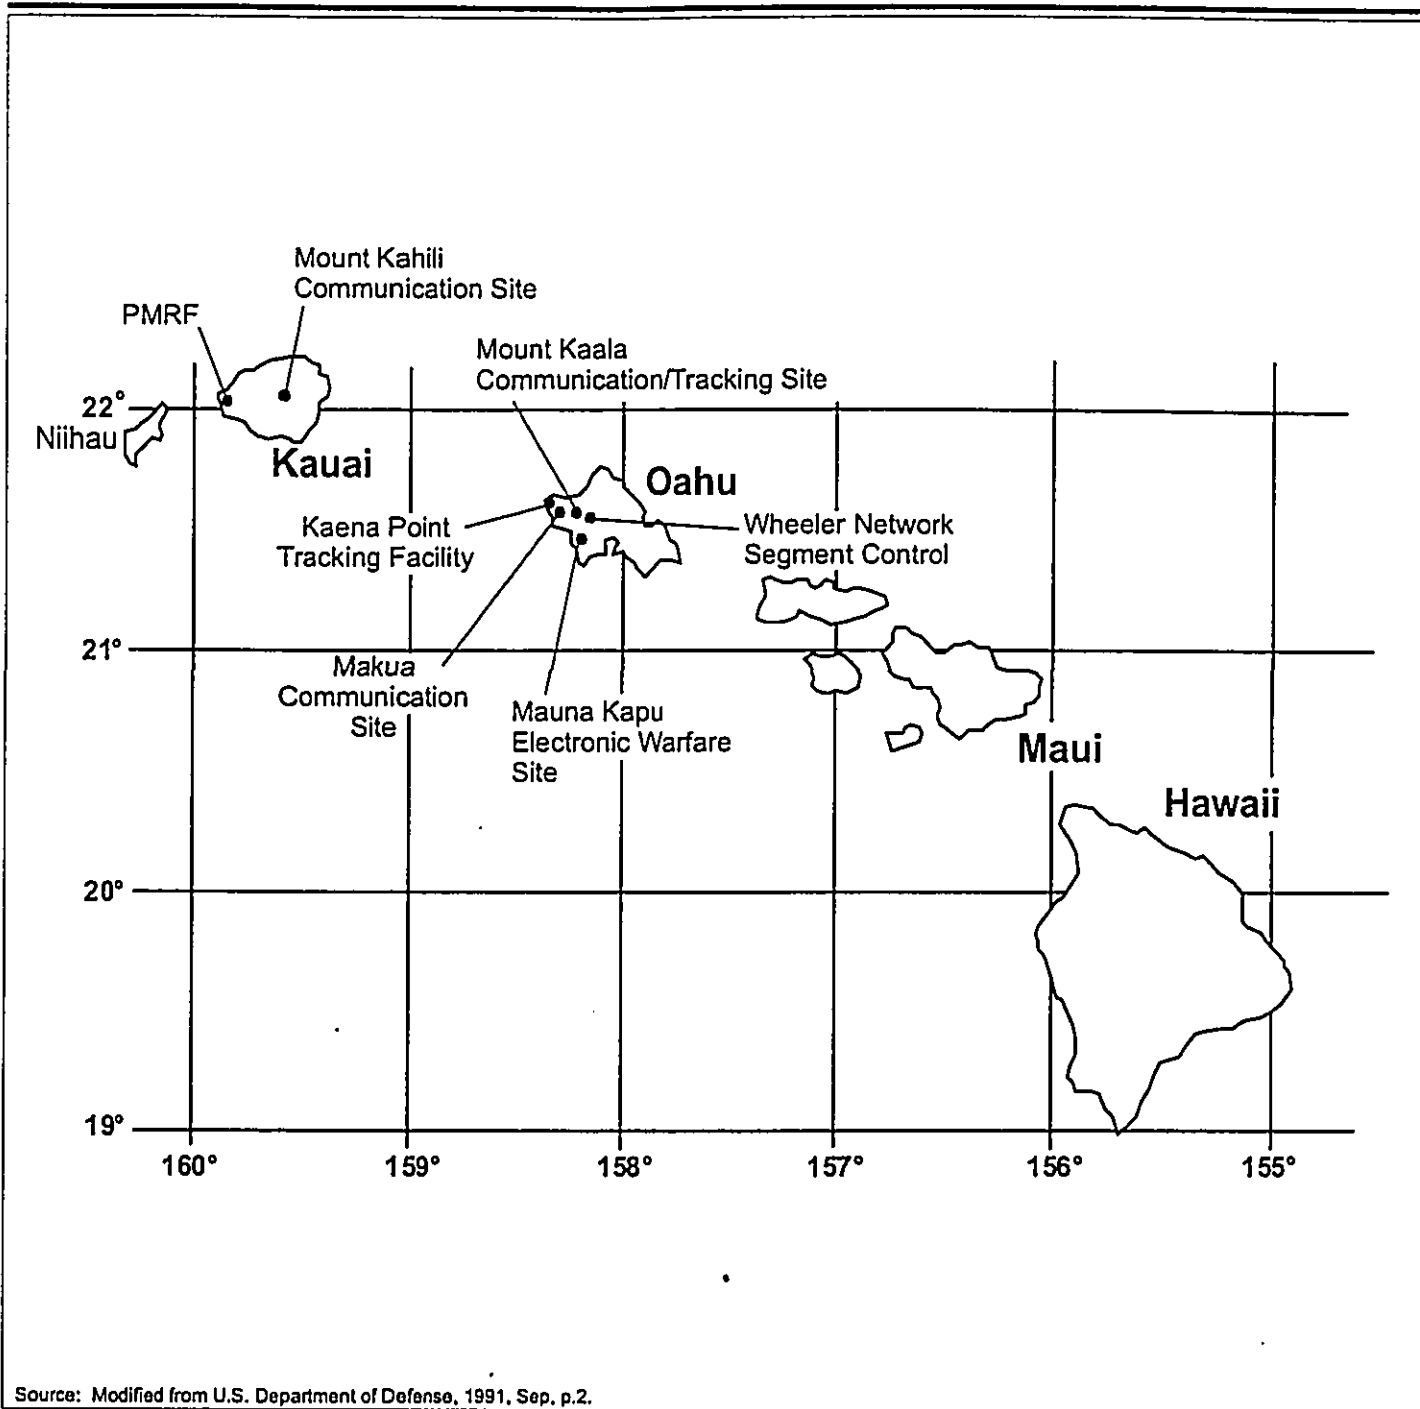 Mount Kahili
Communication Site
PMRF
Mount Kaala
Communication/Tracking Site
22°
Niihau
Kauai
Oahu
Kaena Point
Tracking Facility
Wheeler Network
Segment Control
21°
Makua
Communication
Site
Mauna Kapu
Electronic Warfare
Site
Maui
Hawaii
20°
19°
160° 159° 158° 157° 156° 155°
Source: Modified from U.S. Department of Defense, 1991, Sep, p.2.